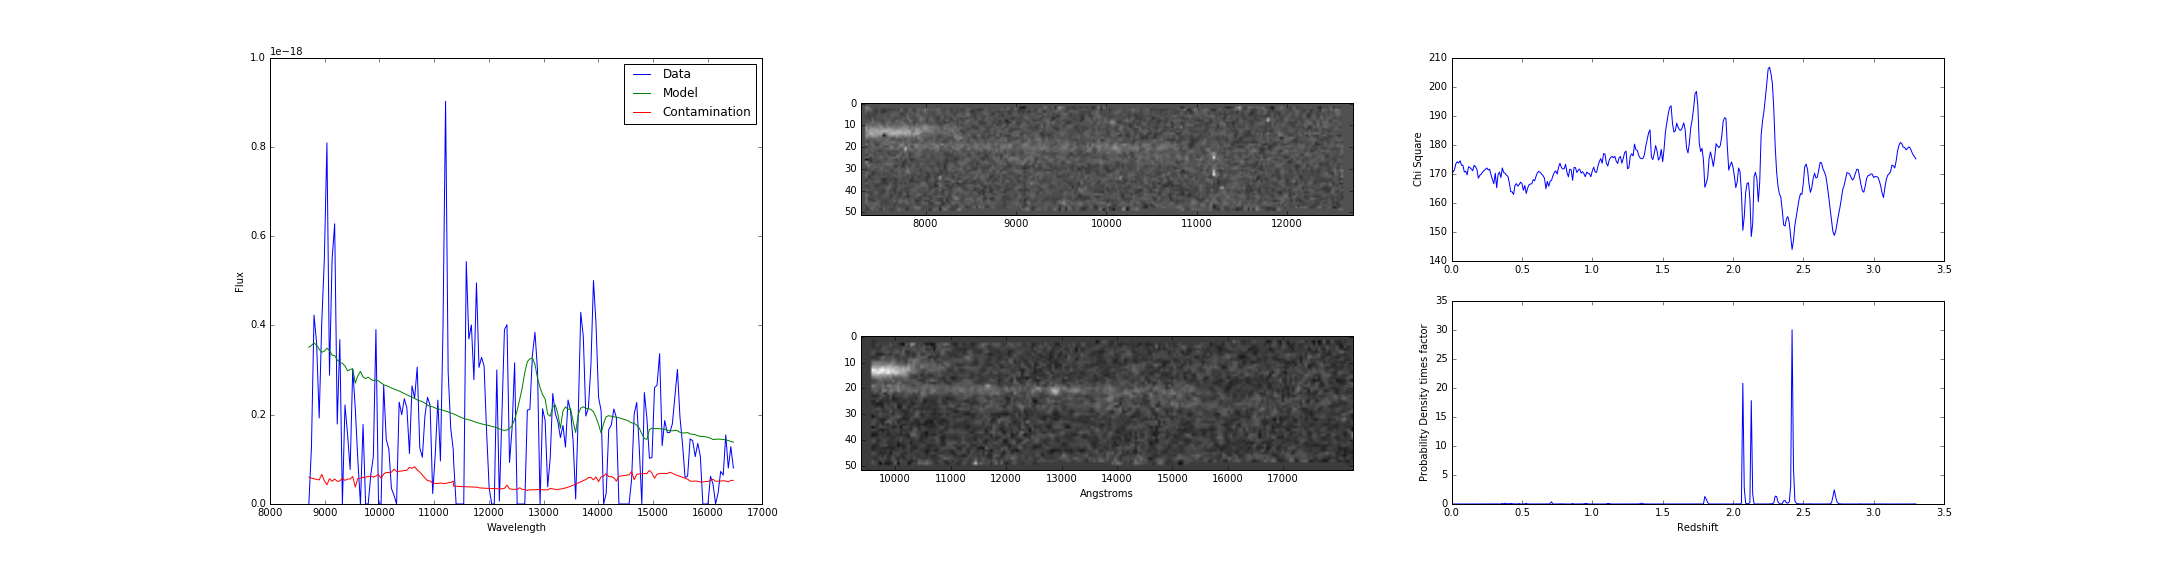 1e−18
1.0
0.8
0.6
0.4
0.2
0.0
Flux
8000 9000 10000 11000 12000 13000 14000 15000 16000 17000
Wavelength
Data
Model
Contamination
0
10
20
30
40
50
8000 9000 10000 11000 12000
0
10
20
30
40
50
10000 11000 12000 13000 14000 15000 16000 17000
Angstroms
210
200
190
180
170
160
150
140
Chi Square
0.0 0.5 1.0 1.5 2.0 2.5 3.0 3.5
35
30
25
20
15
10
5
0
Probability Density times factor
0.0 0.5 1.0 1.5 2.0 2.5 3.0 3.5
Redshift